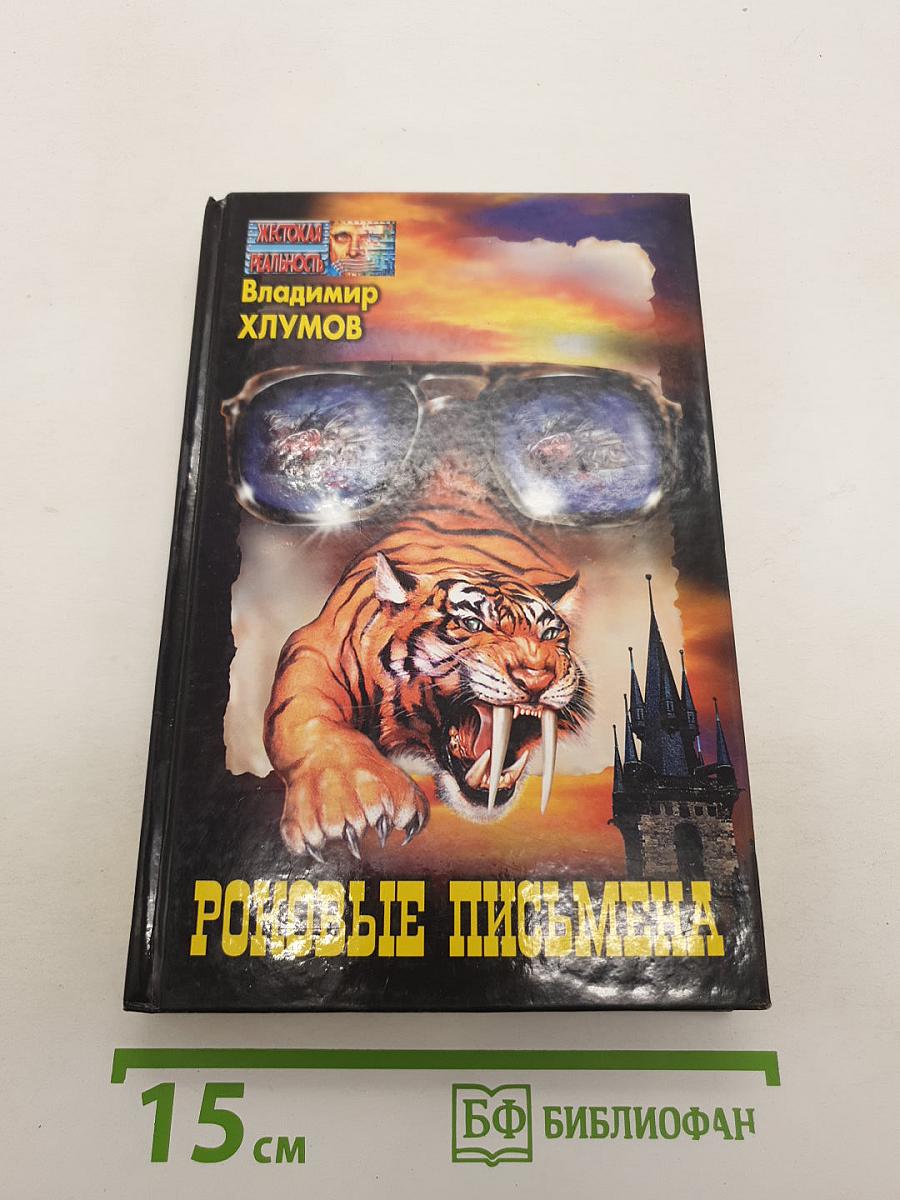 ЖЕСТОКАЯ
РЕАЛЬНОСТЬ
Владимир
ХЛУМОВ
РОКОВЫЕ ПИСЬМЕНА
15 см
БФ БИБЛИОФАН